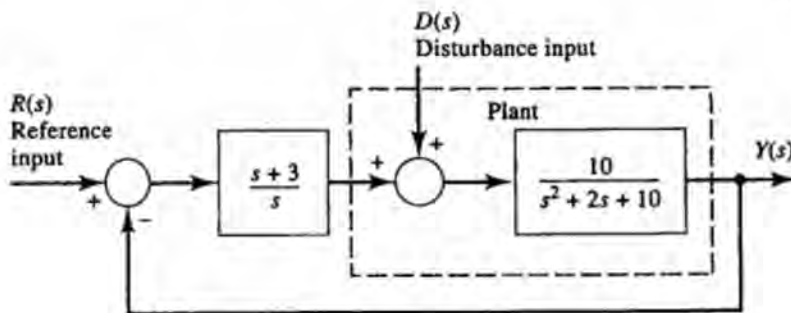 D(s)
Disturbance input
R(s)
Reference
input
Plant
+
+
+
−
s + 3
s
10
s² + 2s + 10
Y(s)